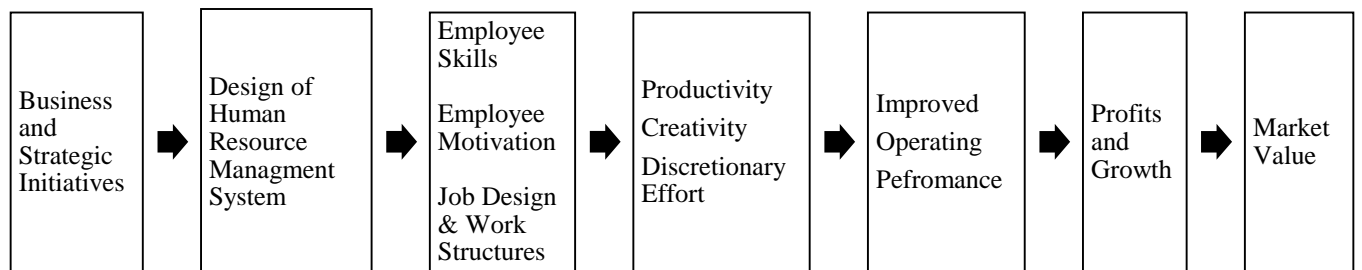 Business
and
Strategic
Initiatives
Design of
Human
Resource
Managment
System
Employee
Skills
Employee
Motivation
Job Design
& Work
Structures
Productivity
Creativity
Discretionary
Effort
Improved
Operating
Pefromance
Profits
and
Growth
Market
Value